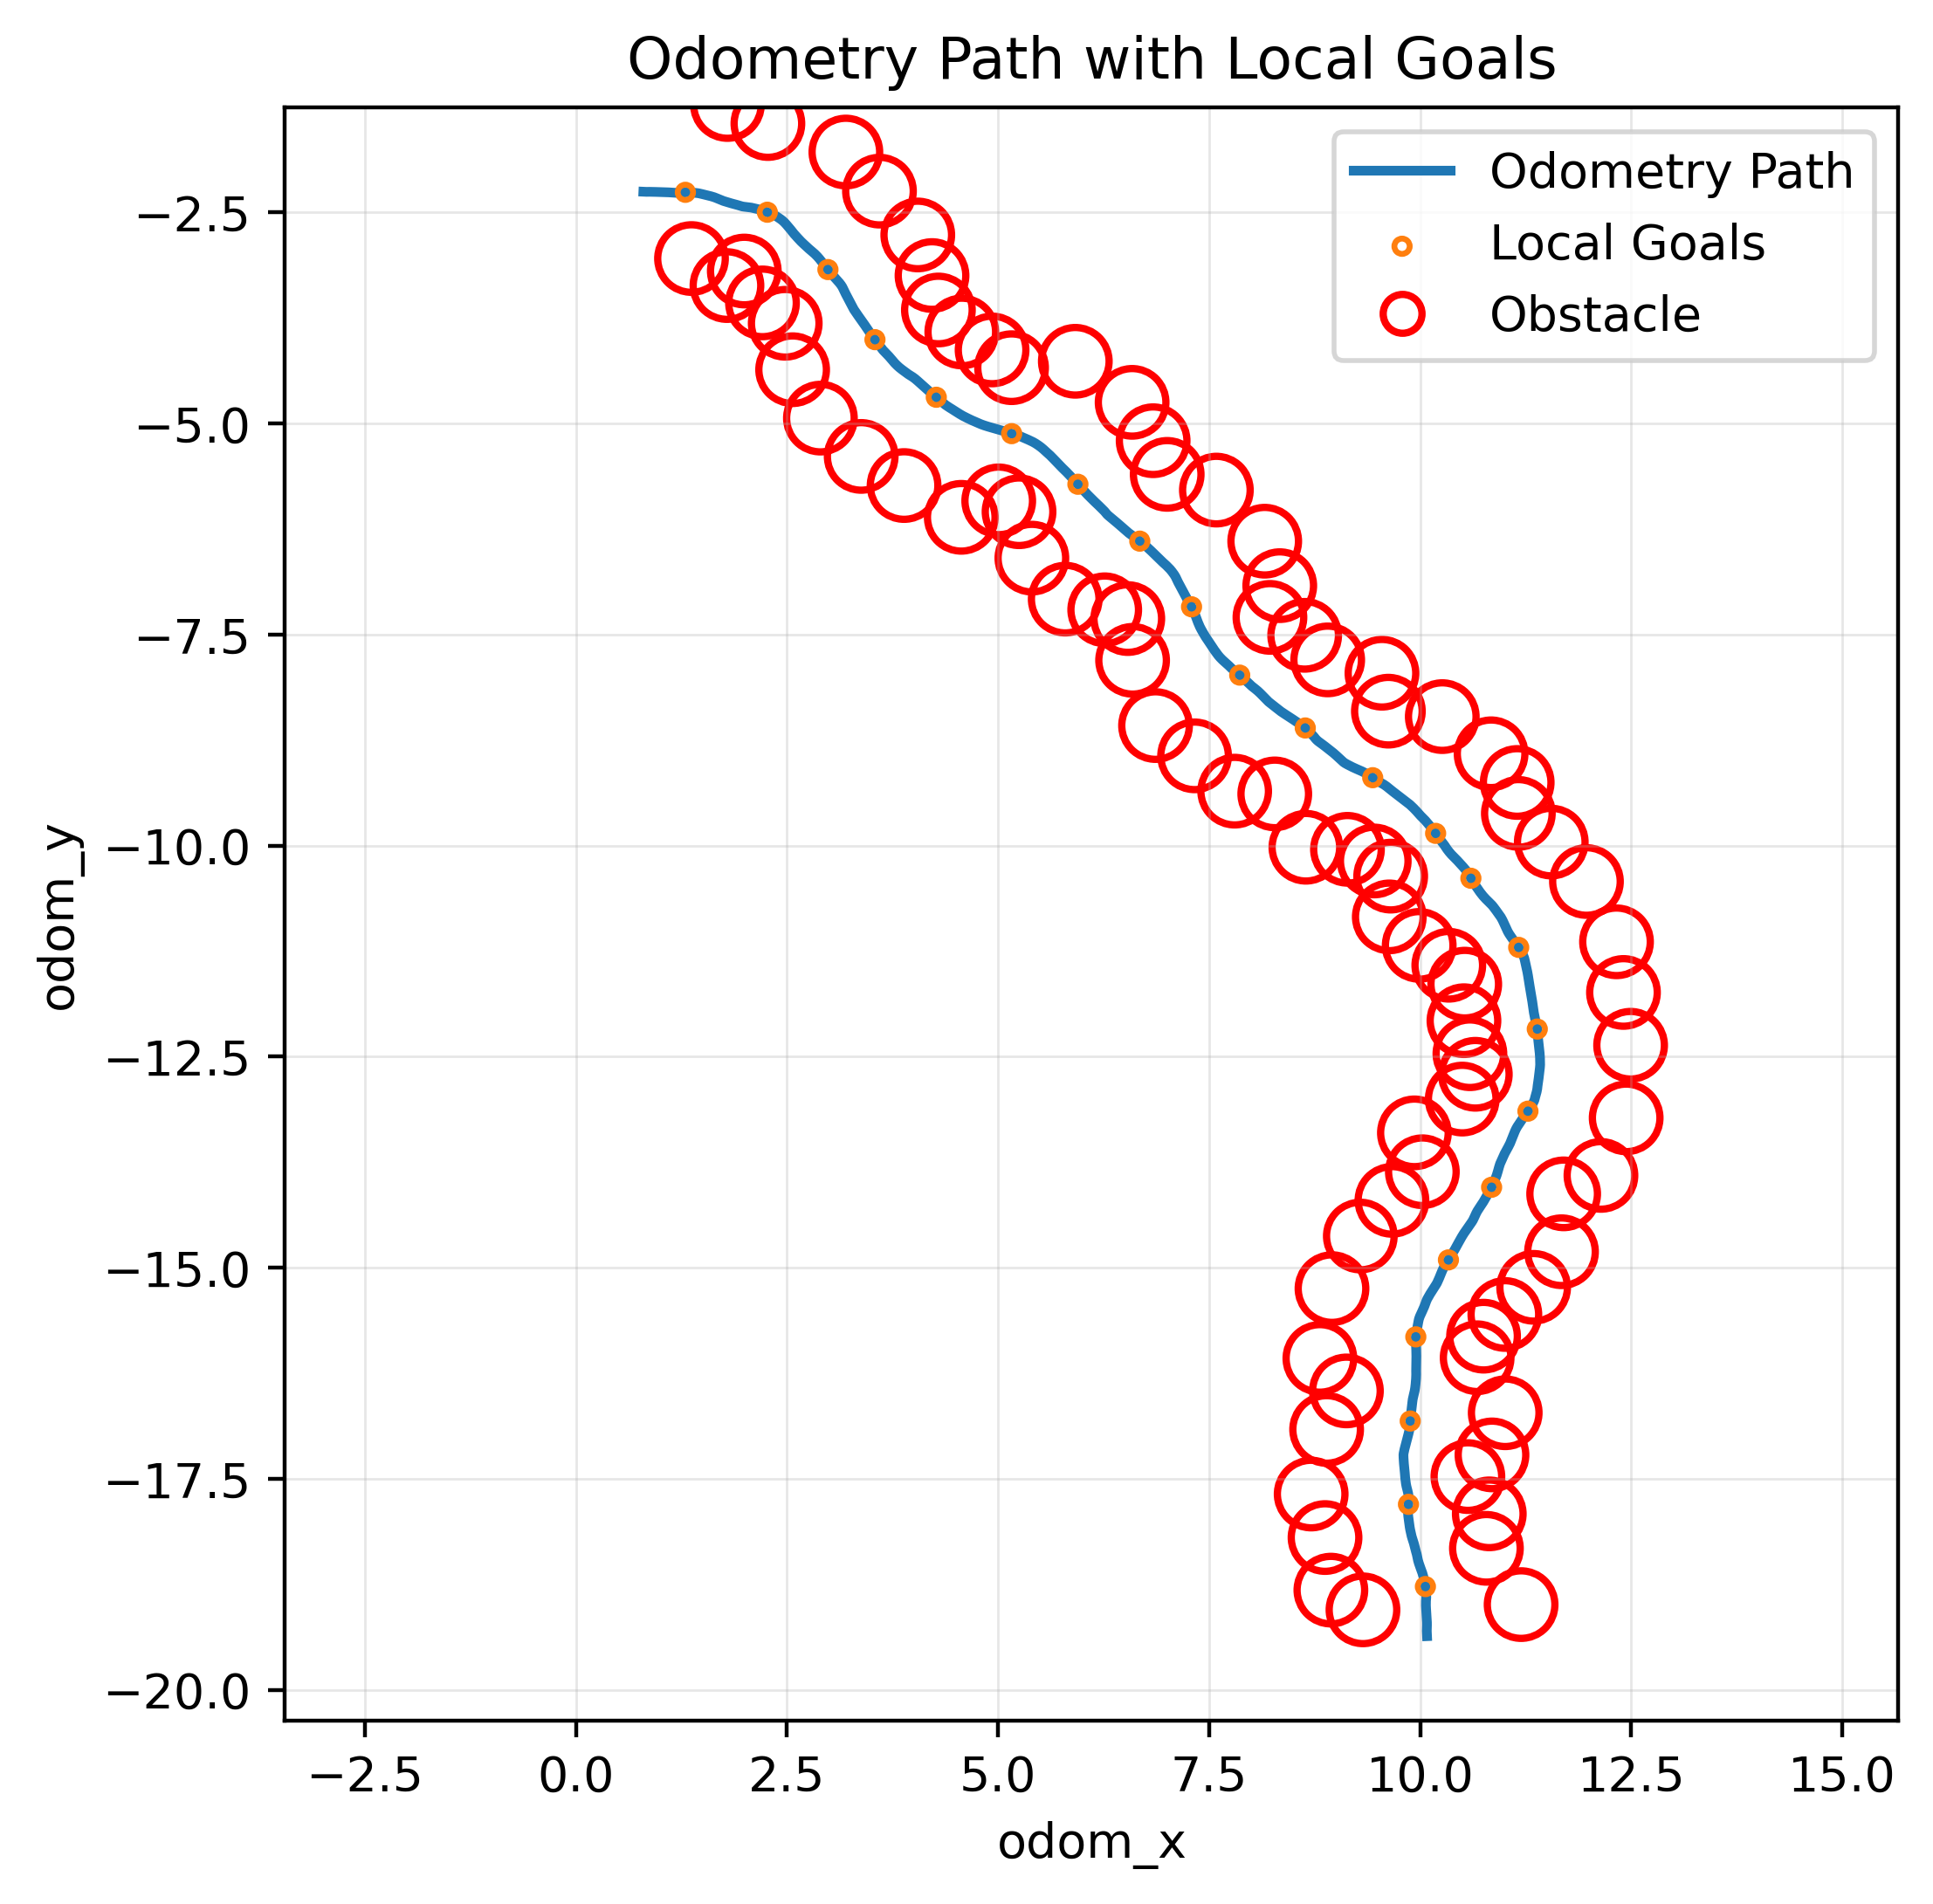 Odometry Path with Local Goals
Odometry Path
Local Goals
Obstacle
odom_y
−2.5
−5.0
−7.5
−10.0
−12.5
−15.0
−17.5
−20.0
−2.5 0.0 2.5 5.0 7.5 10.0 12.5 15.0
odom_x